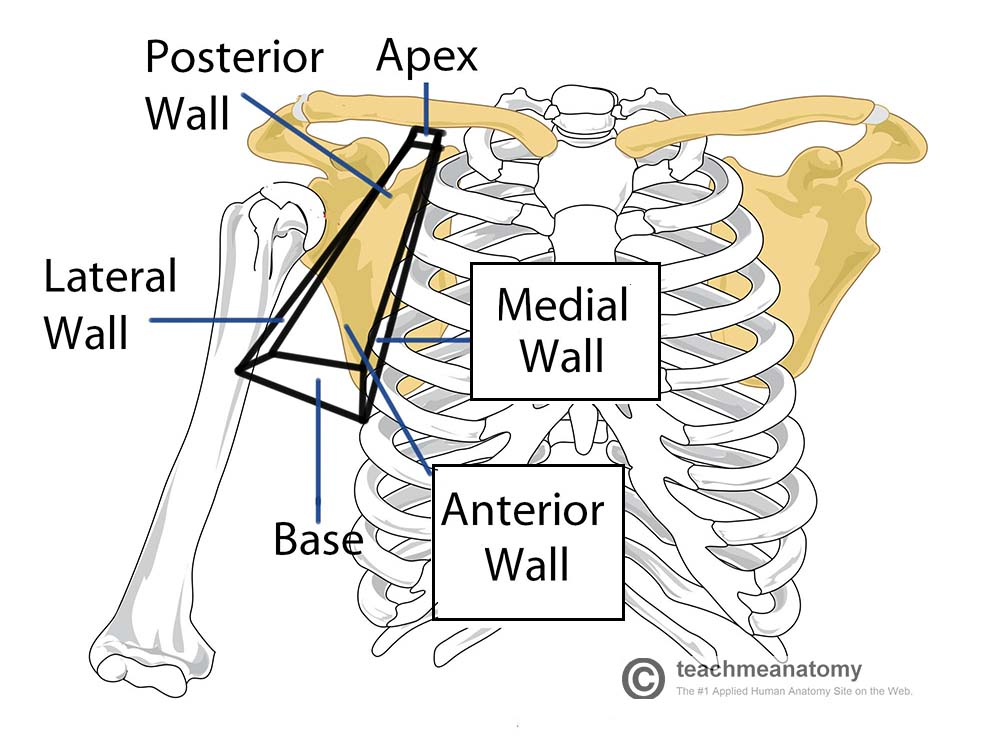 Posterior
Wall
Apex
Lateral
Wall
Medial
Wall
Anterior
Wall
Base
© teachmeanatomy
The #1 Applied Human Anatomy Site on the Web.